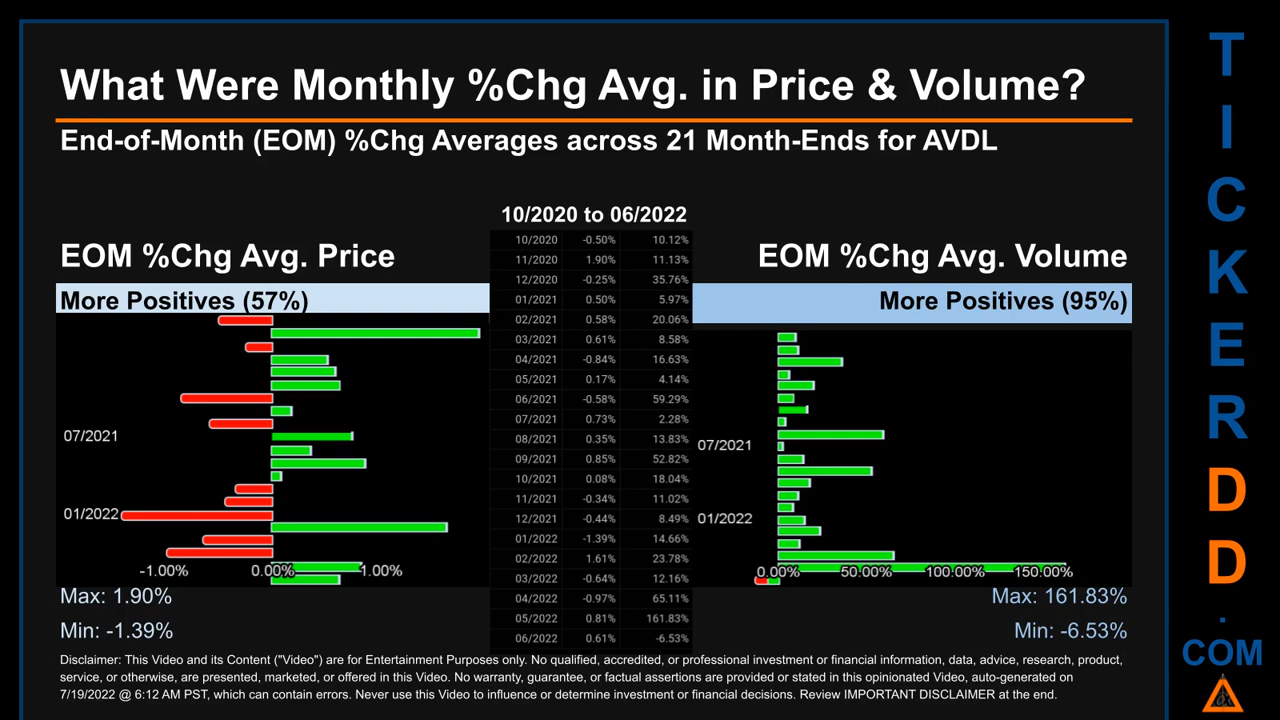 What Were Monthly %Chg Avg. in Price & Volume?
End-of-Month (EOM) %Chg Averages across 21 Month-Ends for AVDL
10/2020 to 06/2022
EOM %Chg Avg. Price
More Positives (57%)
07/2021
01/2022
-1.00% 0.00% 1.00%
Max: 1.90%
Min: -1.39%
10/2020 -0.50% 10.12%
11/2020 1.90% 11.13%
12/2020 -0.25% 35.76%
01/2021 0.50% 5.97%
02/2021 0.58% 20.06%
03/2021 0.61% 8.58%
04/2021 -0.84% 16.63%
05/2021 0.17% 4.14%
06/2021 -0.58% 59.29%
07/2021 0.73% 2.28%
08/2021 0.35% 13.83%
09/2021 0.85% 52.82%
10/2021 0.08% 18.04%
11/2021 -0.34% 11.02%
12/2021 -0.44% 8.49%
01/2022 -1.39% 14.66%
02/2022 1.61% 23.78%
03/2022 -0.64% 12.16%
04/2022 -0.97% 65.11%
05/2022 0.81% 161.83%
06/2022 0.61% -6.53%
EOM %Chg Avg. Volume
More Positives (95%)
07/2021
01/2022
0.00% 50.00% 100.00% 150.00%
Max: 161.83%
Min: -6.53%
Disclaimer: This Video and its Content ("Video") are for Entertainment Purposes only. No qualified, accredited, or professional investment or financial information, data, advice, research, product,
service, or otherwise, are presented, marketed, or offered in this Video. No warranty, guarantee, or factual assertions are provided or stated in this opinionated Video, auto-generated on
7/19/2022 @ 6:12 AM PST, which can contain errors. Never use this Video to influence or determine investment or financial decisions. Review IMPORTANT DISCLAIMER at the end.
T
I
C
K
E
R
D
D
.
COM